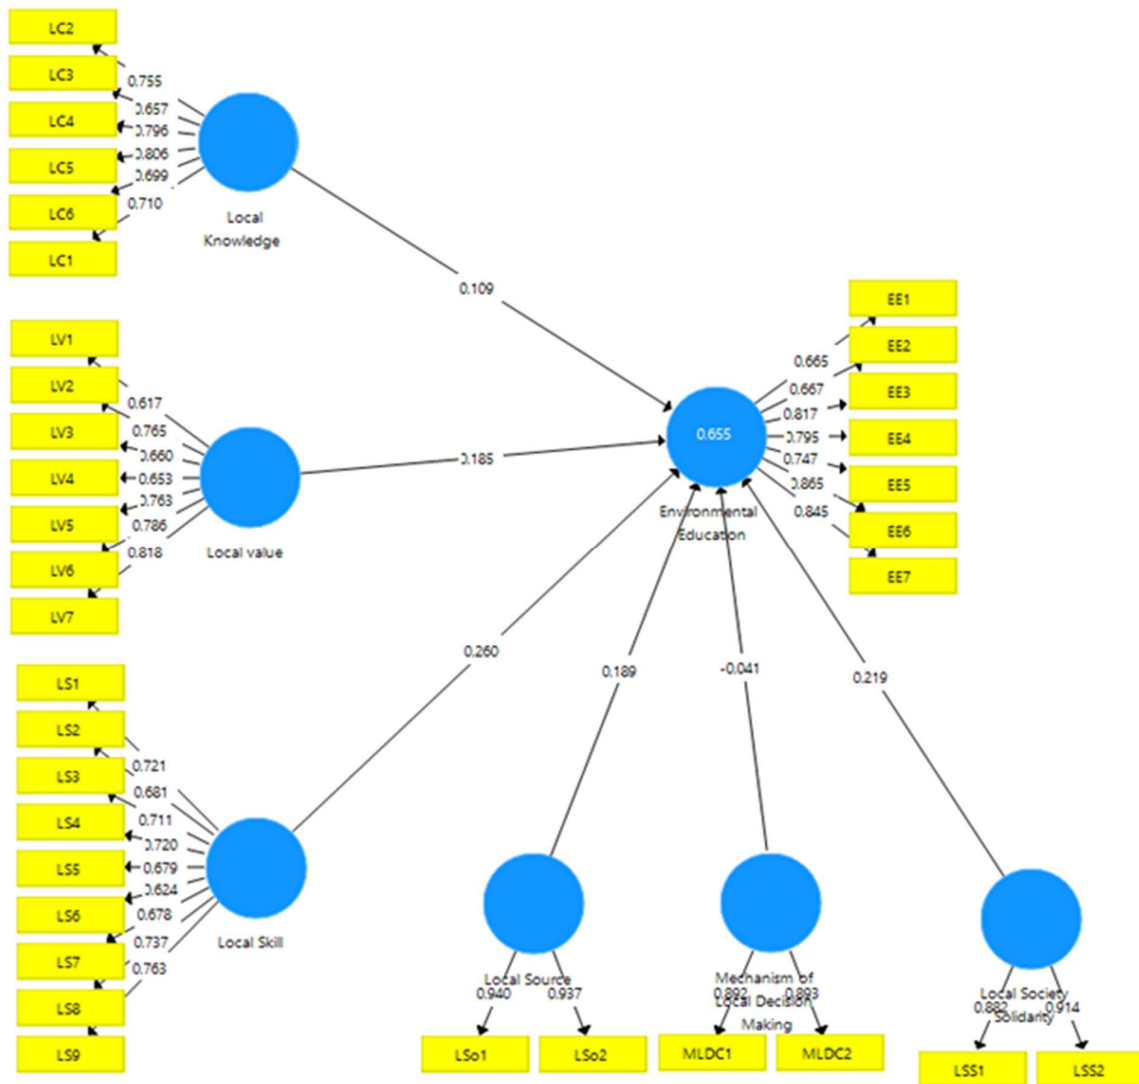 LC2
LC3
LC4
LC5
LC6
LC1
0.755
0.657
0.796
0.806
0.699
0.710
Local
Knowledge
0.109
LV1
LV2
LV3
LV4
LV5
LV6
LV7
0.617
0.765
0.660
0.653
0.763
0.786
0.818
Local value
0.185
EE1
EE2
EE3
EE4
EE5
EE6
EE7
0.665
0.667
0.817
0.795
0.747
0.865
0.845
0.655
Environmental
Education
LS1
LS2
LS3
LS4
LS5
LS6
LS7
LS8
LS9
0.721
0.681
0.711
0.720
0.679
0.624
0.678
0.737
0.763
Local Skill
0.260
0.189
-0.041
0.219
Local Source
0.940
0.937
LSo1
LSo2
Mechanism of
Local Decision
Making
0.892
0.893
MLDC1
MLDC2
Local Society
Solidarity
0.882
0.914
LSS1
LSS2